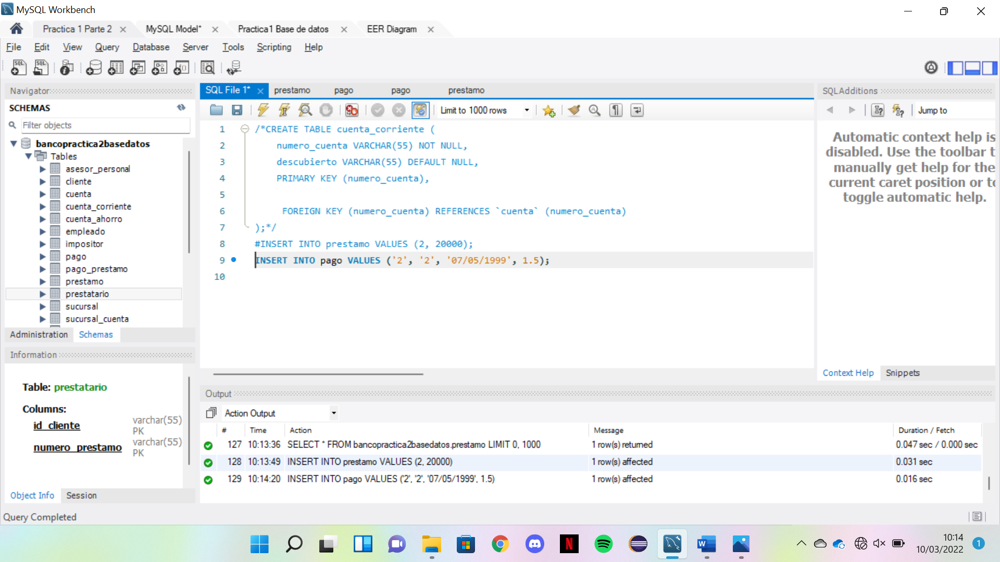 MySQL Workbench
Practica 1 Parte 2
MySQL Model*
Practica1 Base de datos
EER Diagram
File Edit View Query Database Server Tools Scripting Help
Navigator
SCHEMAS
Filter objects
bancopractica2basedatos
Tables
asesor_personal
cliente
cuenta
cuenta_corriente
cuenta_ahorro
empleado
impositor
pago
pago_prestamo
prestamo
prestatario
sucursal
sucursal_cuenta
Administration Schemas
Information
Table: prestatario
Columns:
id_cliente varchar(55) PK
numero_prestamo varchar(55) PK
Object Info Session
SQL File 1* prestamo pago pago prestamo
Limit to 1000 rows
1 /*CREATE TABLE cuenta_corriente (
2 numero_cuenta VARCHAR(55) NOT NULL,
3 descubierto VARCHAR(55) DEFAULT NULL,
4 PRIMARY KEY (numero_cuenta),
5
6 FOREIGN KEY (numero_cuenta) REFERENCES `cuenta` (numero_cuenta)
7 );*/
8 #INSERT INTO prestamo VALUES (2, 20000);
9 INSERT INTO pago VALUES ('2', '2', '07/05/1999', 1.5);
10
SQLAdditions
Jump to
Automatic context help is
disabled. Use the toolbar t
manually get help for the
current caret position or to
toggle automatic help.
Context Help Snippets
Output
Action Output
# Time Action Message Duration / Fetch
127 10:13:36 SELECT * FROM bancopractica2basedatos.prestamo LIMIT 0, 1000 1 row(s) returned 0.047 sec / 0.000 sec
128 10:13:49 INSERT INTO prestamo VALUES (2, 20000) 1 row(s) affected 0.031 sec
129 10:14:20 INSERT INTO pago VALUES ('2', '2', '07/05/1999', 1.5) 1 row(s) affected 0.016 sec
Query Completed
10:14
10/03/2022
1